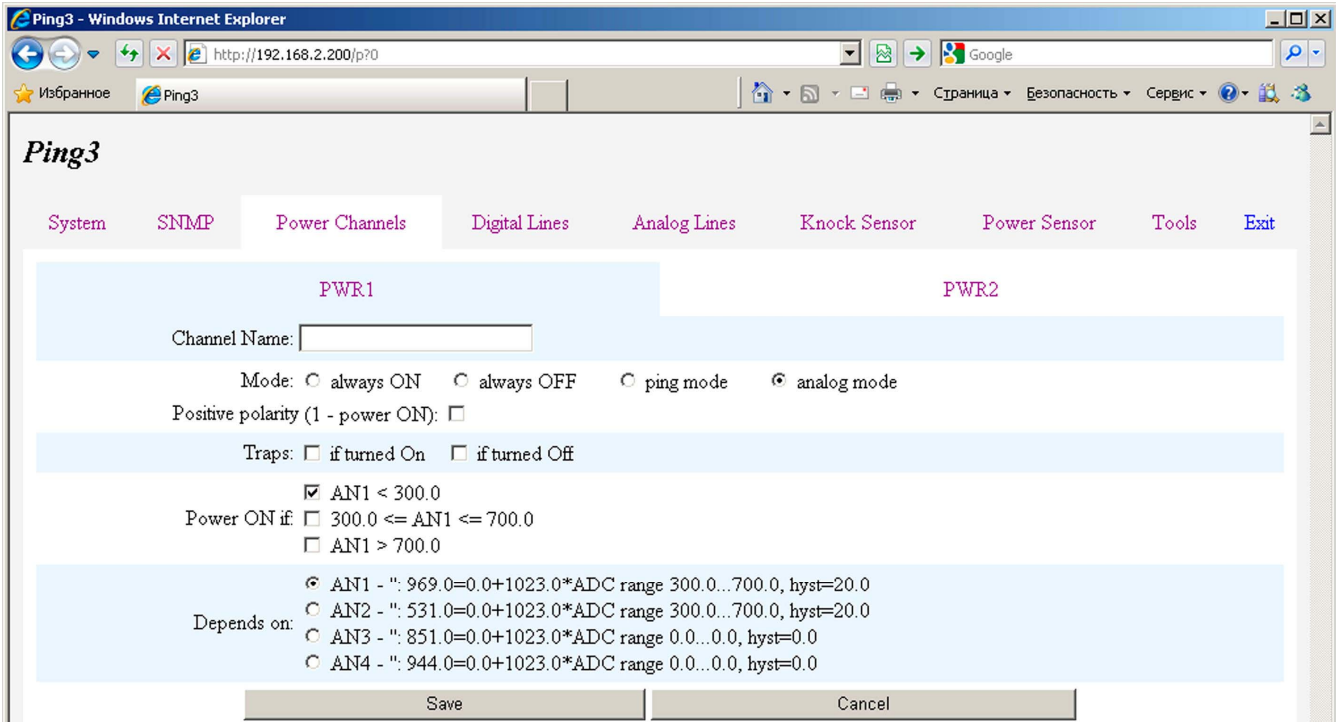 Ping3 - Windows Internet Explorer
http://192.168.2.200/p?0
Google
Избранное
Ping3
Страница
Безопасность
Сервис
Ping3
System SNMP Power Channels Digital Lines Analog Lines Knock Sensor Power Sensor Tools Exit
PWR1 PWR2
Channel Name:
Mode: always ON always OFF ping mode analog mode
Positive polarity (1 - power ON):
Traps: if turned On if turned Off
AN1 < 300.0
Power ON if: 300.0 <= AN1 <= 700.0
AN1 > 700.0
AN1 - '': 969.0=0.0+1023.0*ADC range 300.0...700.0, hyst=20.0
AN2 - '': 531.0=0.0+1023.0*ADC range 300.0...700.0, hyst=20.0
Depends on:
AN3 - '': 851.0=0.0+1023.0*ADC range 0.0...0.0, hyst=0.0
AN4 - '': 944.0=0.0+1023.0*ADC range 0.0...0.0, hyst=0.0
Save Cancel